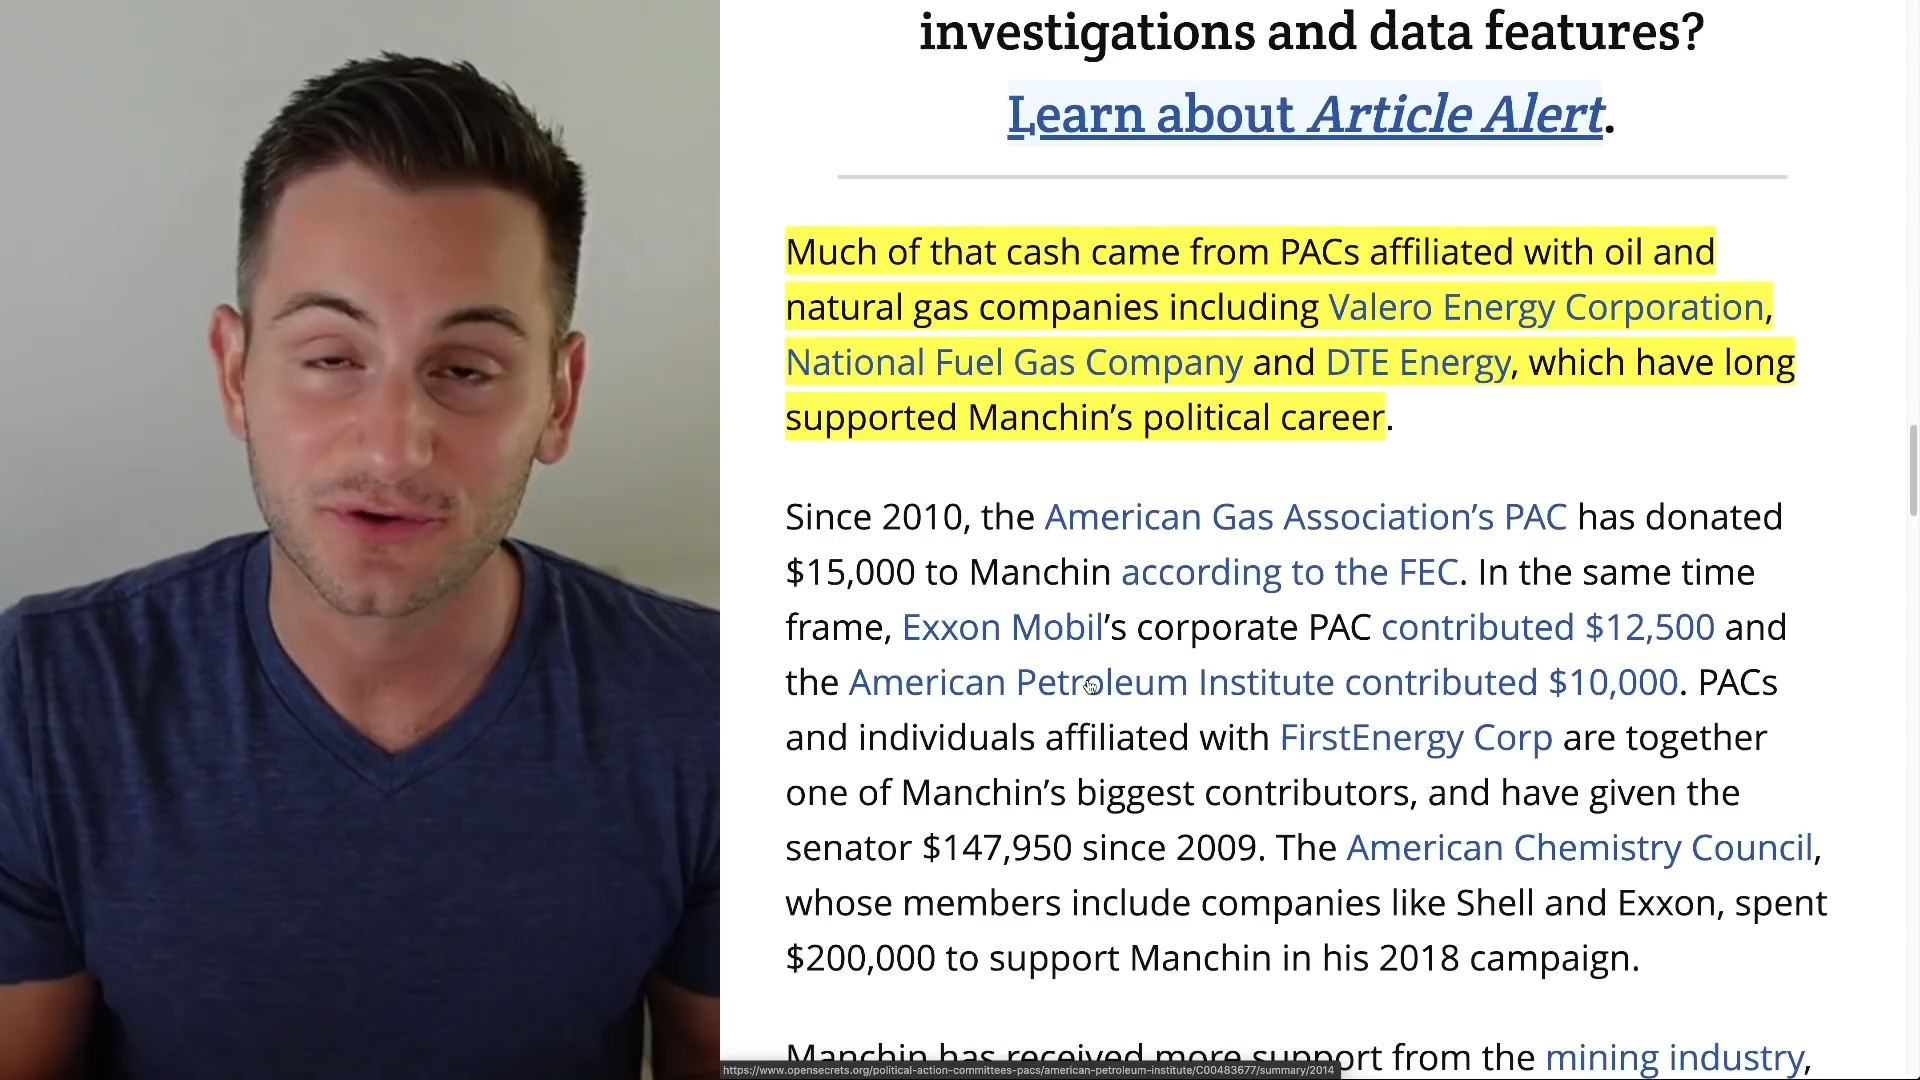 investigations and data features?
Learn about Article Alert.
Much of that cash came from PACs affiliated with oil and
natural gas companies including Valero Energy Corporation,
National Fuel Gas Company and DTE Energy, which have long
supported Manchin’s political career.
Since 2010, the American Gas Association’s PAC has donated
$15,000 to Manchin according to the FEC. In the same time
frame, Exxon Mobil’s corporate PAC contributed $12,500 and
the American Petroleum Institute contributed $10,000. PACs
and individuals affiliated with FirstEnergy Corp are together
one of Manchin’s biggest contributors, and have given the
senator $147,950 since 2009. The American Chemistry Council,
whose members include companies like Shell and Exxon, spent
$200,000 to support Manchin in his 2018 campaign.
Manchin has received more support from the mining industry,
https://www.opensecrets.org/political-action-committees-pacs/american-petroleum-institute/C00483677/summary/2014